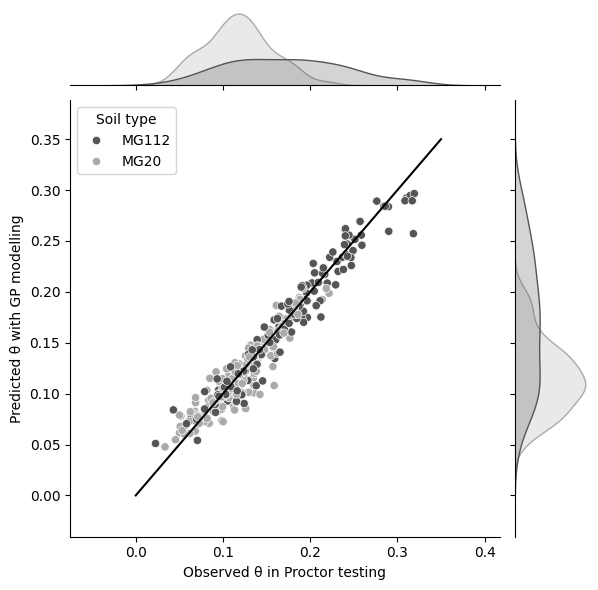 Soil type
MG112
MG20
0.35
0.30
0.25
0.20
0.15
0.10
0.05
0.00
Predicted θ with GP modelling
0.0 0.1 0.2 0.3 0.4
Observed θ in Proctor testing